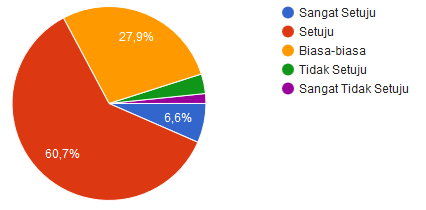 27,9%
6,6%
60,7%
Sangat Setuju
Setuju
Biasa-biasa
Tidak Setuju
Sangat Tidak Setuju